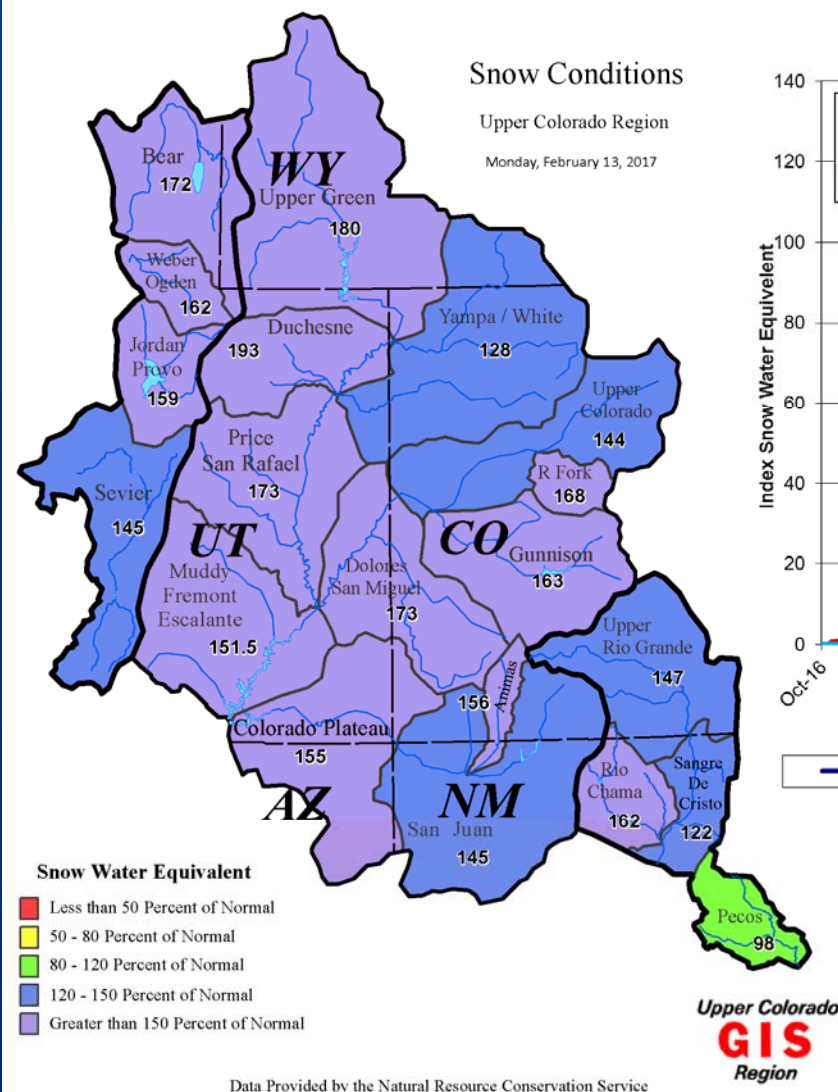 Snow Conditions
Upper Colorado Region
Monday, February 13, 2017
WY
Bear
172
Upper Green
180
Weber
Ogden
162
Duchesne
193
Yampa / White
128
Jordan
Provo
159
Upper
Colorado
144
Price
San Rafael
173
R Fork
168
Sevier
145
UT
CO
Gunnison
163
Dolores
San Miguel
173
Muddy
Fremont
Escalante
151.5
Upper
Rio Grande
147
Animas
156
Colorado Plateau
155
AZ
NM
San Juan
145
Rio
Chama
162
Sangre
De
Cristo
122
Pecos
98
Snow Water Equivalent
Less than 50 Percent of Normal
50 - 80 Percent of Normal
80 - 120 Percent of Normal
120 - 150 Percent of Normal
Greater than 150 Percent of Normal
Upper Colorado
GIS
Region
Data Provided by the Natural Resource Conservation Service
Index Snow Water Equivelent
140
120
100
80
60
40
20
0
Oct-16